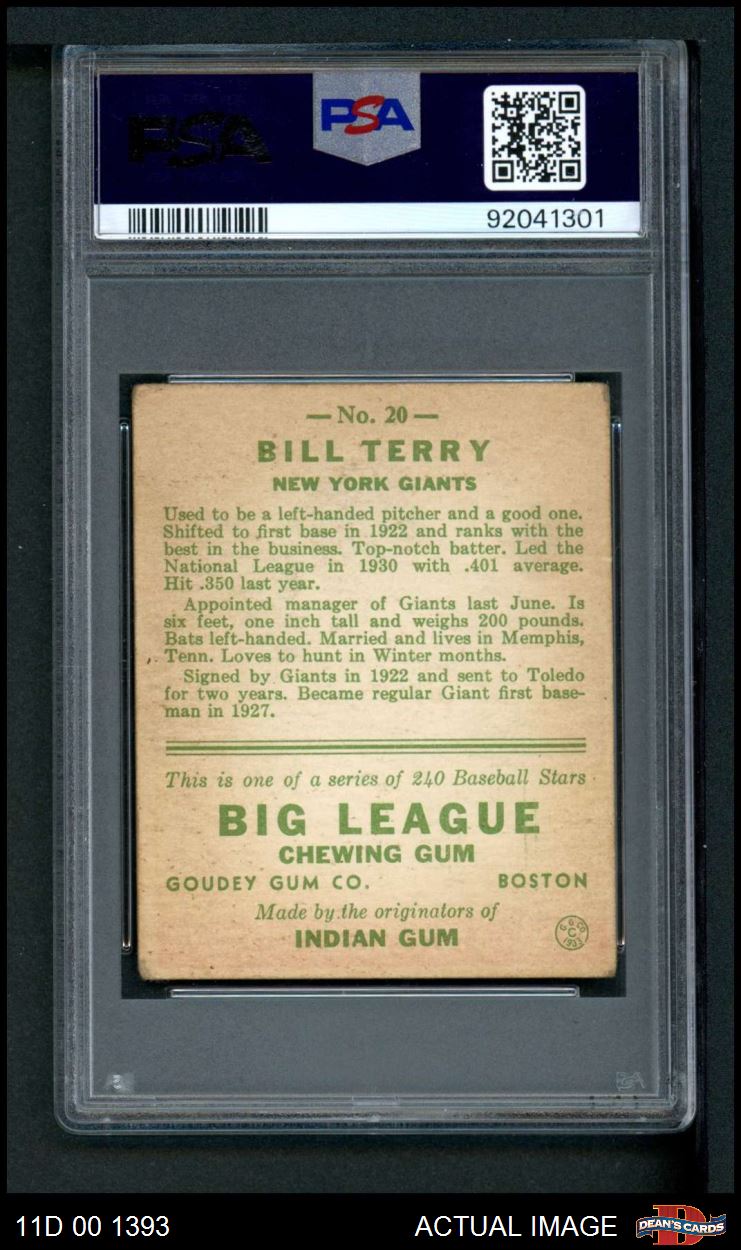 PSA
PSA
92041301
— No. 20 —
BILL TERRY
NEW YORK GIANTS
Used to be a left-handed pitcher and a good one.
Shifted to first base in 1922 and ranks with the
best in the business. Top-notch batter. Led the
National League in 1930 with .401 average.
Hit .350 last year.
Appointed manager of Giants last June. Is
six feet, one inch tall and weighs 200 pounds.
Bats left-handed. Married and lives in Memphis,
Tenn. Loves to hunt in Winter months.
Signed by Giants in 1922 and sent to Toledo
for two years. Became regular Giant first base-
man in 1927.
This is one of a series of 240 Baseball Stars
BIG LEAGUE
CHEWING GUM
GOUDEY GUM CO. BOSTON
Made by the originators of
INDIAN GUM
G. G. CO.
C
1933
11D 00 1393 ACTUAL IMAGE DEAN'S CARDS